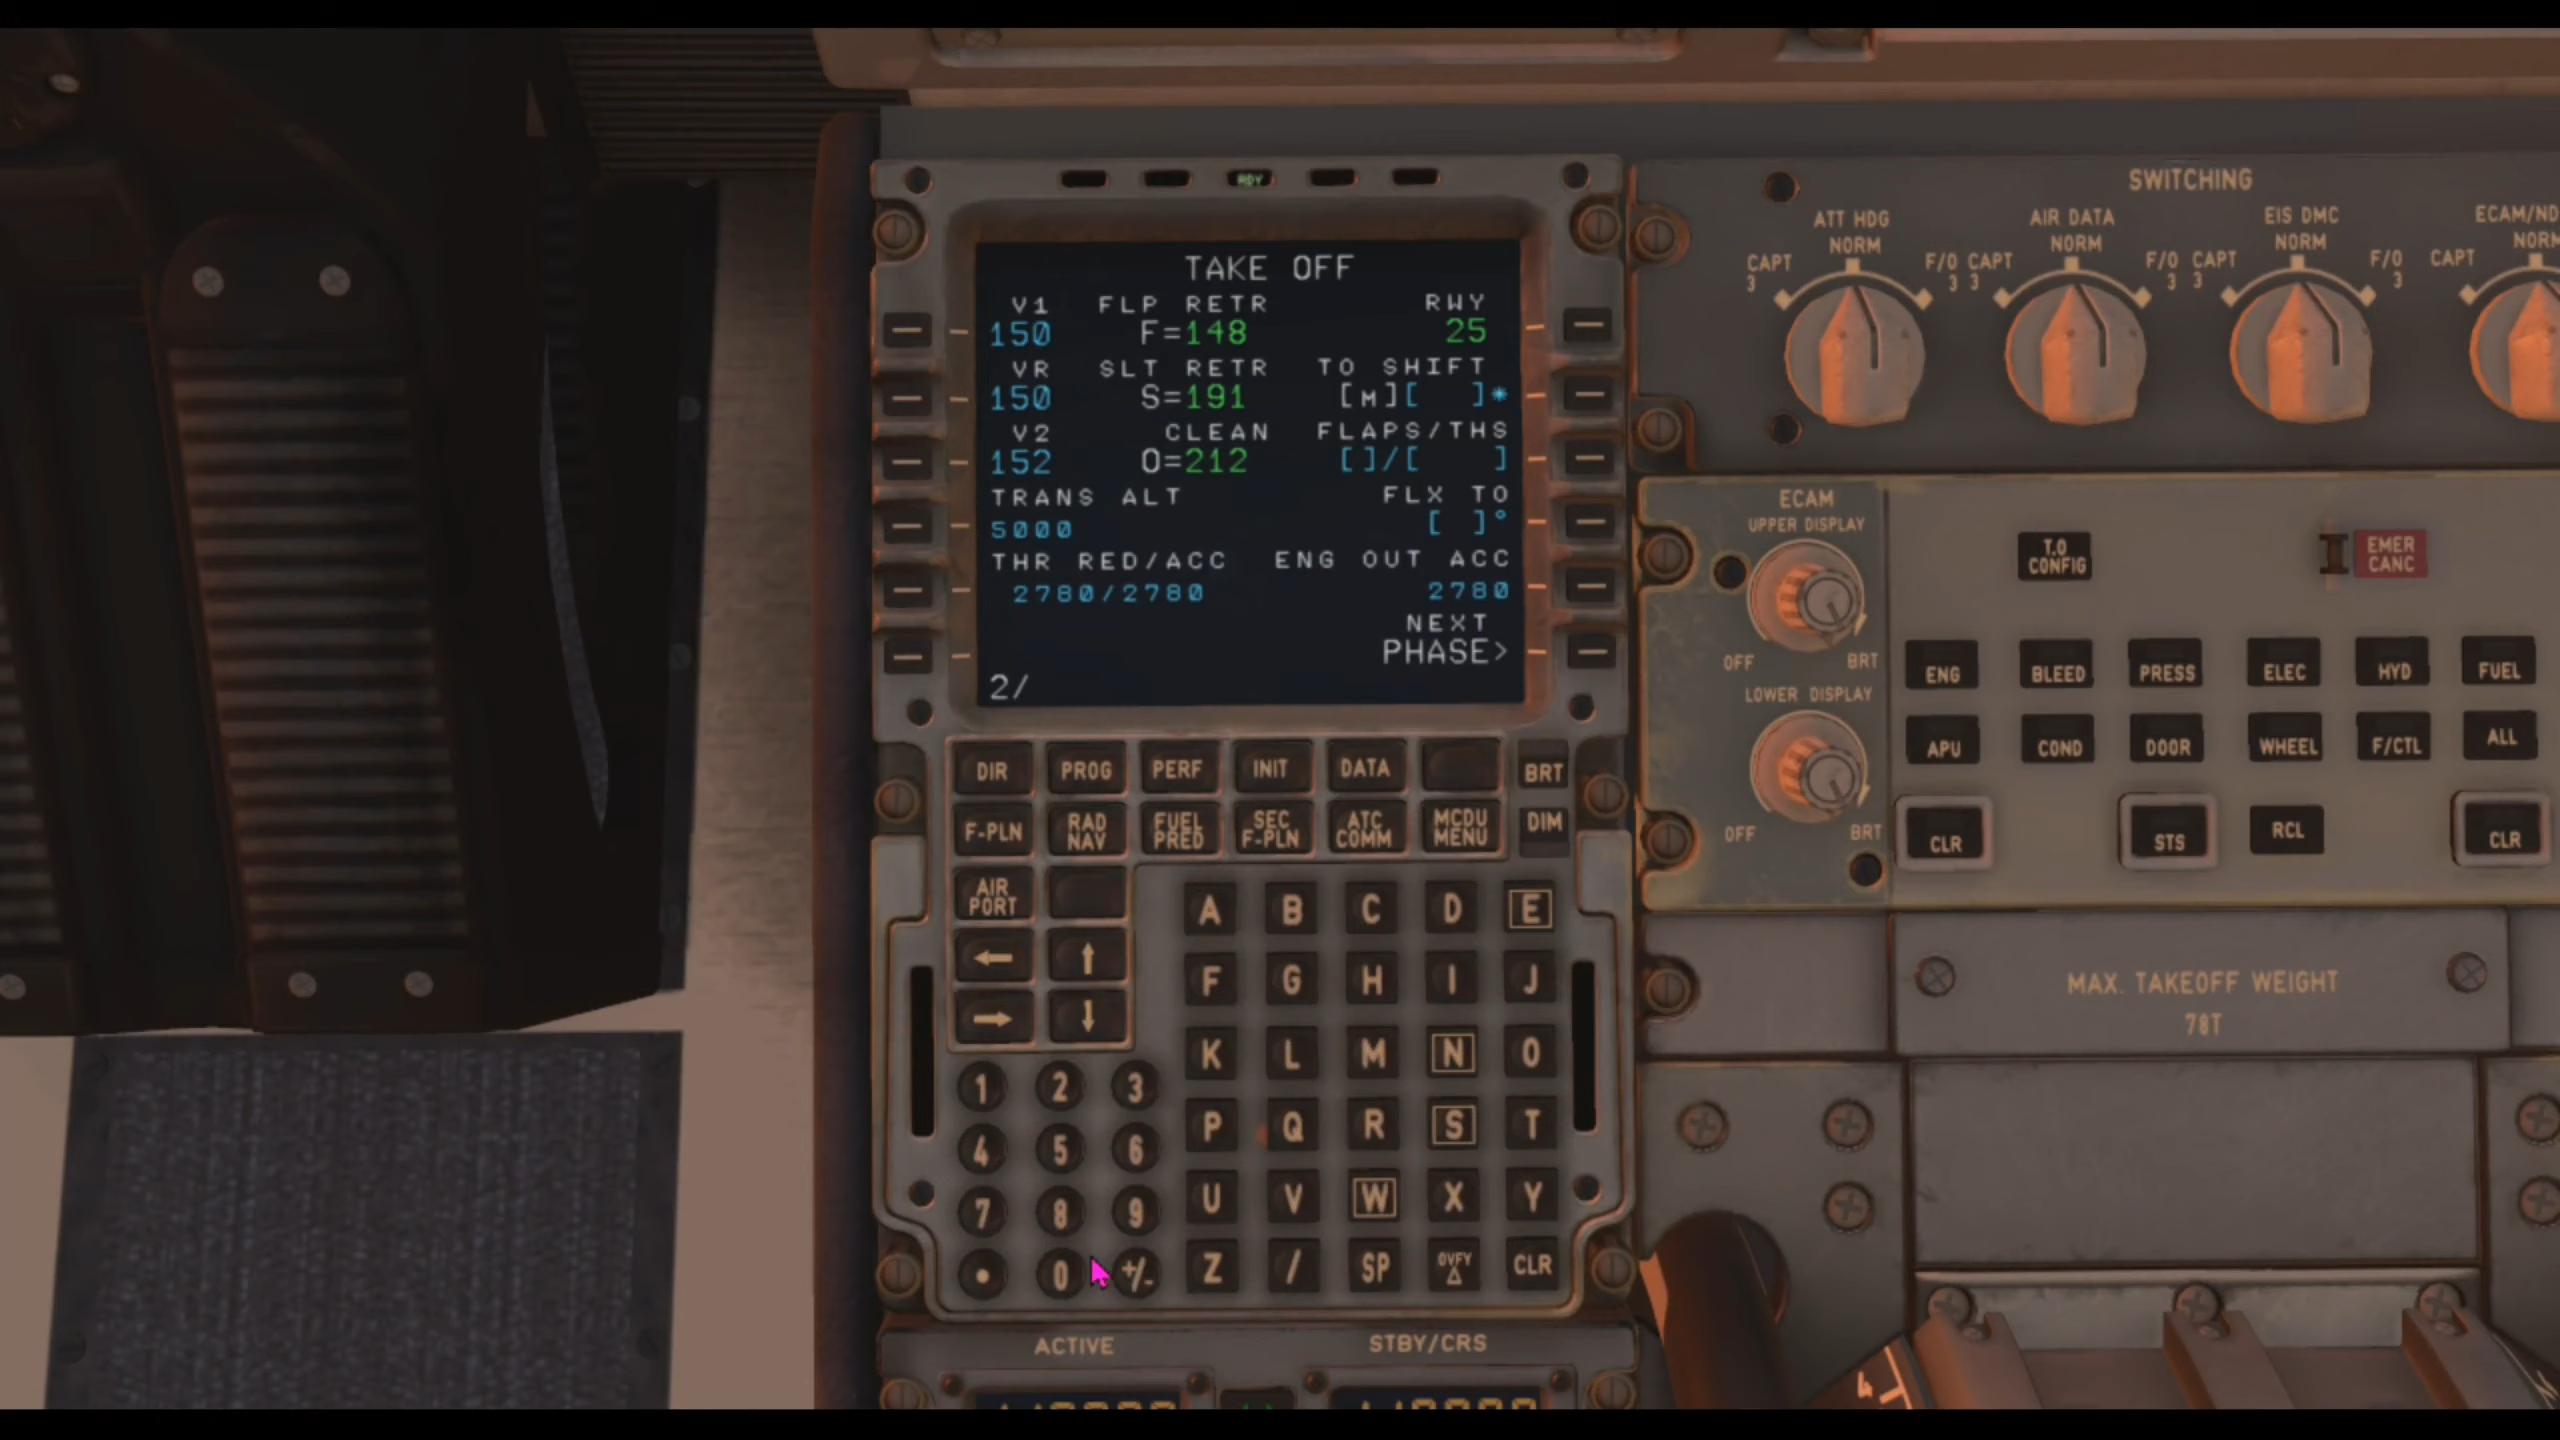 RDY
TAKE OFF
V1 FLP RETR RWY
150 F=148 25
VR SLT RETR TO SHIFT
150 S=191 [M][ ]*
V2 CLEAN FLAPS/THS
152 O=212 []/[ ]
TRANS ALT FLX TO
5000 [ ]°
THR RED/ACC ENG OUT ACC
2780/2780 2780
NEXT
PHASE>
2/
DIR PROG PERF INIT DATA BRT
F-PLN RAD NAV FUEL PRED SEC F-PLN ATC COMM MCDU MENU DIM
AIR PORT
← ↑
→ ↓
A B C D E
F G H I J
K L M N O
P Q R S T
U V W X Y
Z / SP OVFY Δ CLR
1 2 3
4 5 6
7 8 9
• 0 +/-
ACTIVE STBY/CRS
SWITCHING
ATT HDG AIR DATA EIS DMC ECAM/ND
NORM NORM NORM NORM
CAPT 3 F/O 3 CAPT 3 F/O 3 CAPT 3 F/O 3 CAPT
ECAM
UPPER DISPLAY
OFF BRT
LOWER DISPLAY
OFF BRT
T.O CONFIG
EMER CANC
ENG BLEED PRESS ELEC HYD FUEL
APU COND DOOR WHEEL F/CTL ALL
CLR STS RCL CLR
MAX. TAKEOFF WEIGHT
78T
4